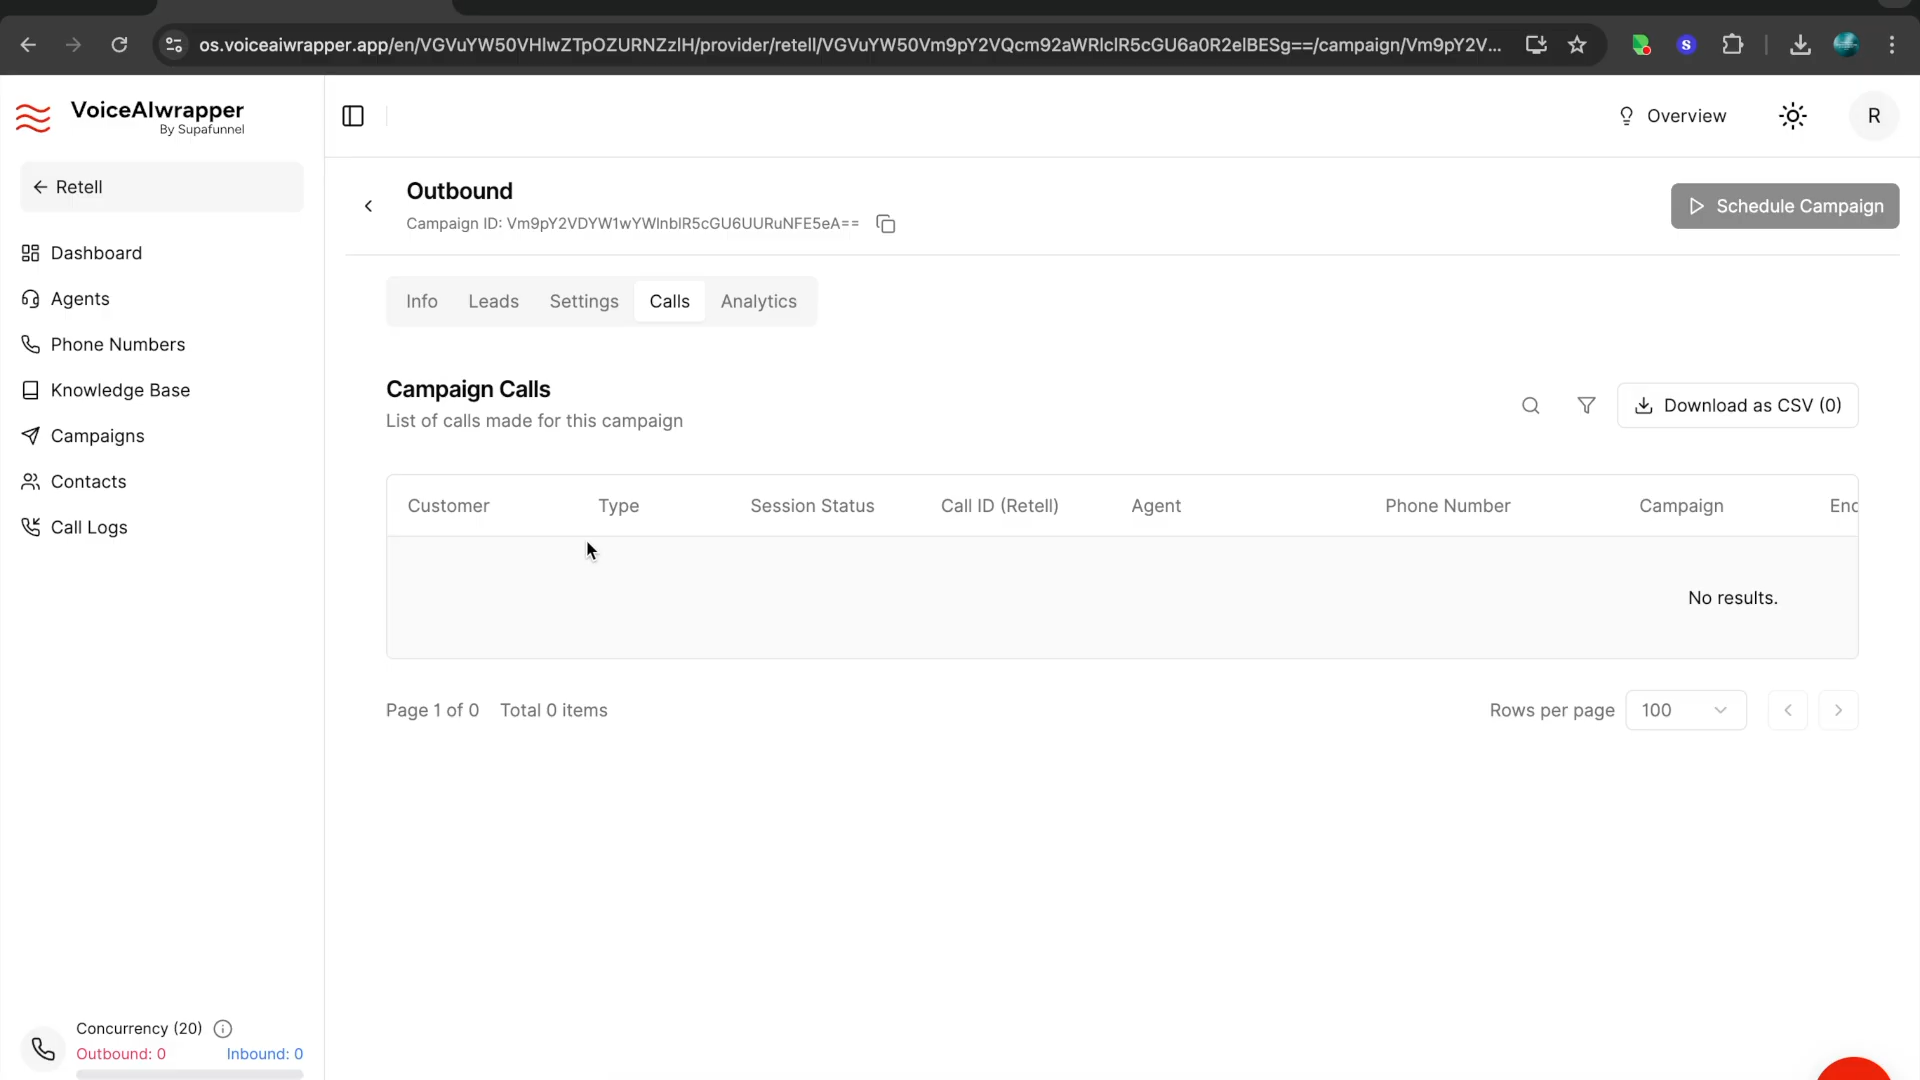 os.voiceaiwrapper.app/en/VGVuYW50VHlwZTpOZURNZzlH/provider/retell/VGVuYW50Vm9pY2VQcm92aWRlclR5cGU6a0R2elBESg==/campaign/Vm9pY2V...
S
VoiceAIwrapper
By Supafunnel
Overview
R
Retell
Outbound
Campaign ID: Vm9pY2VDYW1wYWlnblR5cGU6UURuNFE5eA==
Schedule Campaign
Dashboard
Agents
Phone Numbers
Knowledge Base
Campaigns
Contacts
Call Logs
Info Leads Settings Calls Analytics
Campaign Calls
List of calls made for this campaign
Download as CSV (0)
Customer Type Session Status Call ID (Retell) Agent Phone Number Campaign Enc
No results.
Page 1 of 0 Total 0 items
Rows per page 100
Concurrency (20)
Outbound: 0 Inbound: 0